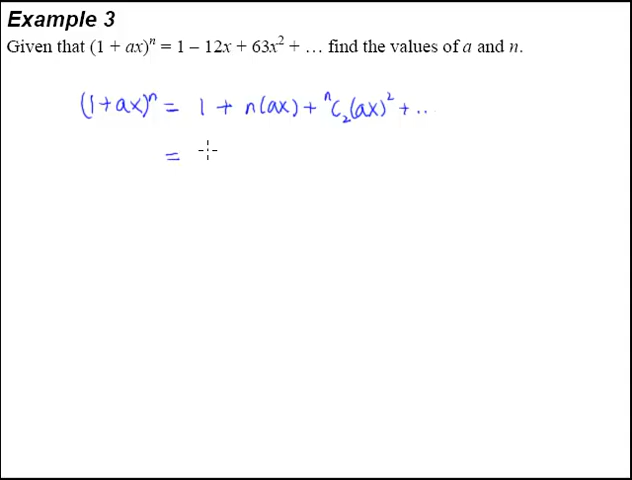 Example 3
Given that (1 + ax)ⁿ = 1 – 12x + 63x² + … find the values of a and n.
(1+ax)ⁿ = 1 + n(ax) + ⁿC₂(ax)² + ...
=